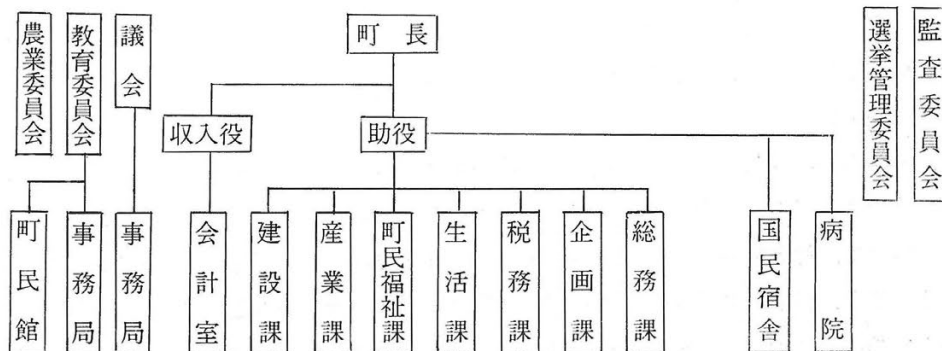 監査委員会
選挙管理委員会
町長
議会
教育委員会
農業委員会
助役
収入役
病院
国民宿舎
総務課
企画課
税務課
生活課
町民福祉課
産業課
建設課
会計室
事務局
事務局
町民館